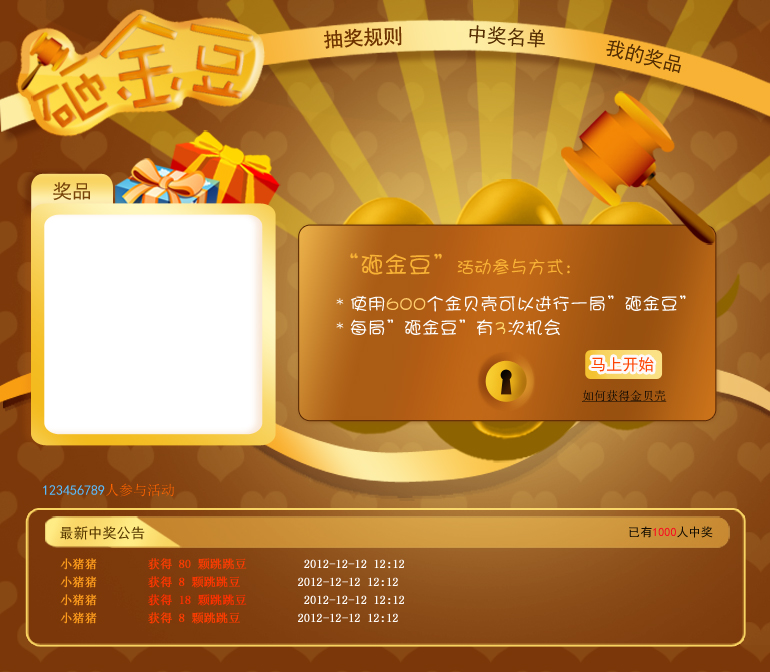 砸金豆
抽奖规则 中奖名单 我的奖品
奖品
“砸金豆” 活动参与方式：
* 使用600个金贝壳可以进行一局”砸金豆”
* 每局”砸金豆”有3次机会
马上开始
如何获得金贝壳
123456789人参与活动
最新中奖公告 已有1000人中奖
小猪猪 获得 80 颗跳跳豆 2012-12-12 12:12
小猪猪 获得 8 颗跳跳豆 2012-12-12 12:12
小猪猪 获得 18 颗跳跳豆 2012-12-12 12:12
小猪猪 获得 8 颗跳跳豆 2012-12-12 12:12